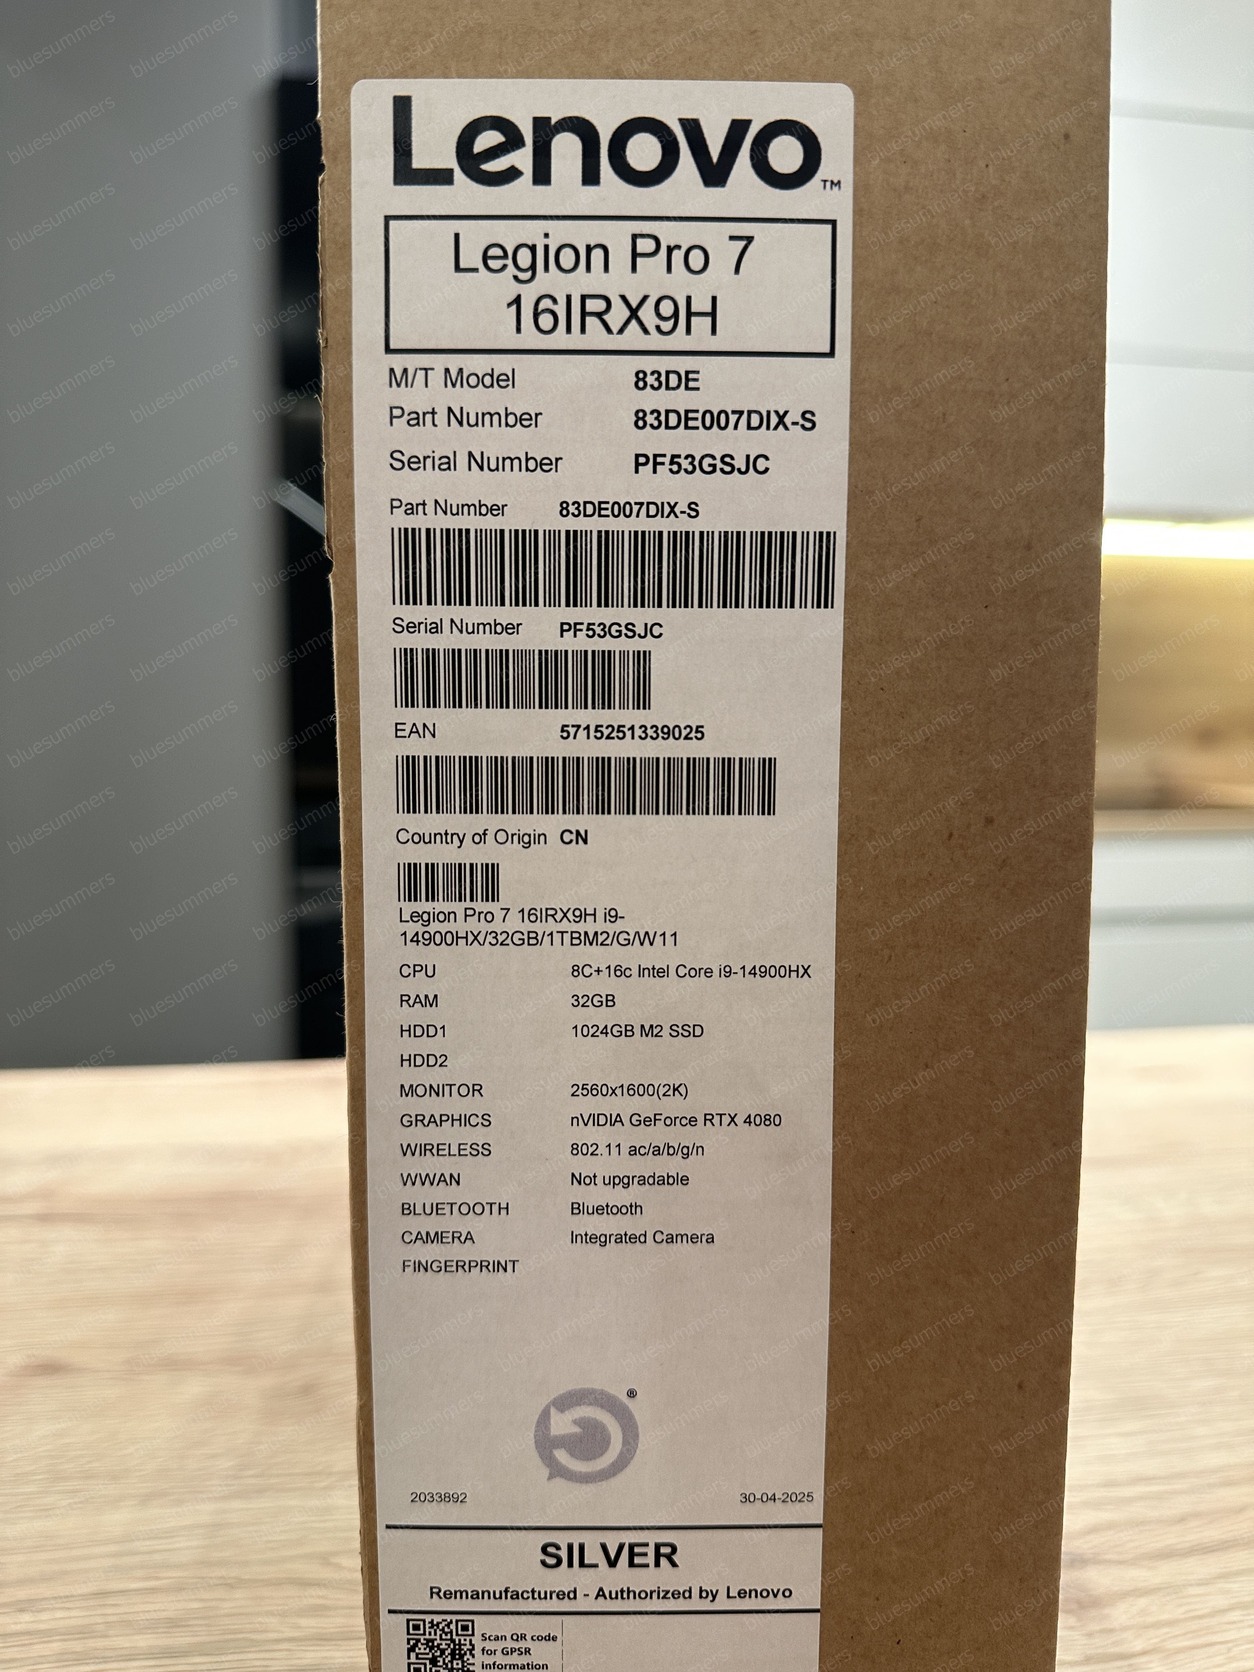 Lenovo™
Legion Pro 7
16IRX9H
M/T Model 83DE
Part Number 83DE007DIX-S
Serial Number PF53GSJC
Part Number 83DE007DIX-S
Serial Number PF53GSJC
EAN 5715251339025
Country of Origin CN
Legion Pro 7 16IRX9H i9-
14900HX/32GB/1TBM2/G/W11
CPU 8C+16c Intel Core i9-14900HX
RAM 32GB
HDD1 1024GB M2 SSD
HDD2
MONITOR 2560x1600(2K)
GRAPHICS nVIDIA GeForce RTX 4080
WIRELESS 802.11 ac/a/b/g/n
WWAN Not upgradable
BLUETOOTH Bluetooth
CAMERA Integrated Camera
FINGERPRINT
®
2033892 30-04-2025
SILVER
Remanufactured - Authorized by Lenovo
Scan QR code
for GPSR
information
bluesummers